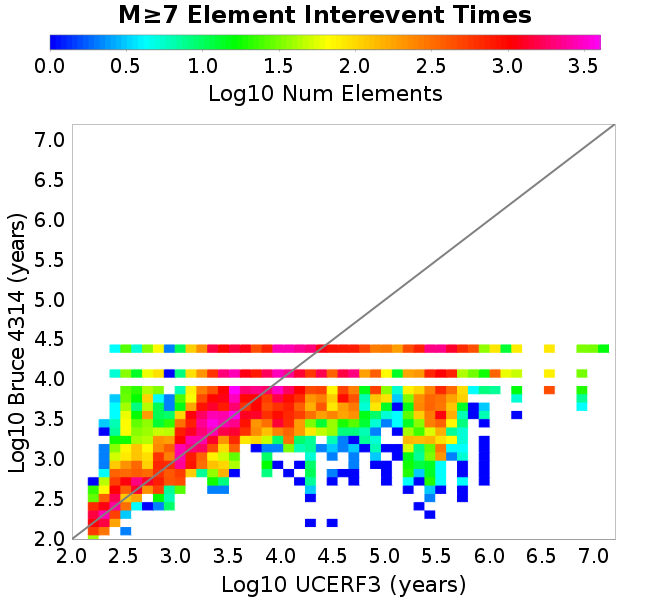 M≥7 Element Interevent Times
0.0 0.5 1.0 1.5 2.0 2.5 3.0 3.5
Log10 Num Elements
7.0
6.5
6.0
5.5
5.0
4.5
4.0
3.5
3.0
2.5
2.0
Log10 Bruce 4314 (years)
2.0 2.5 3.0 3.5 4.0 4.5 5.0 5.5 6.0 6.5 7.0
Log10 UCERF3 (years)